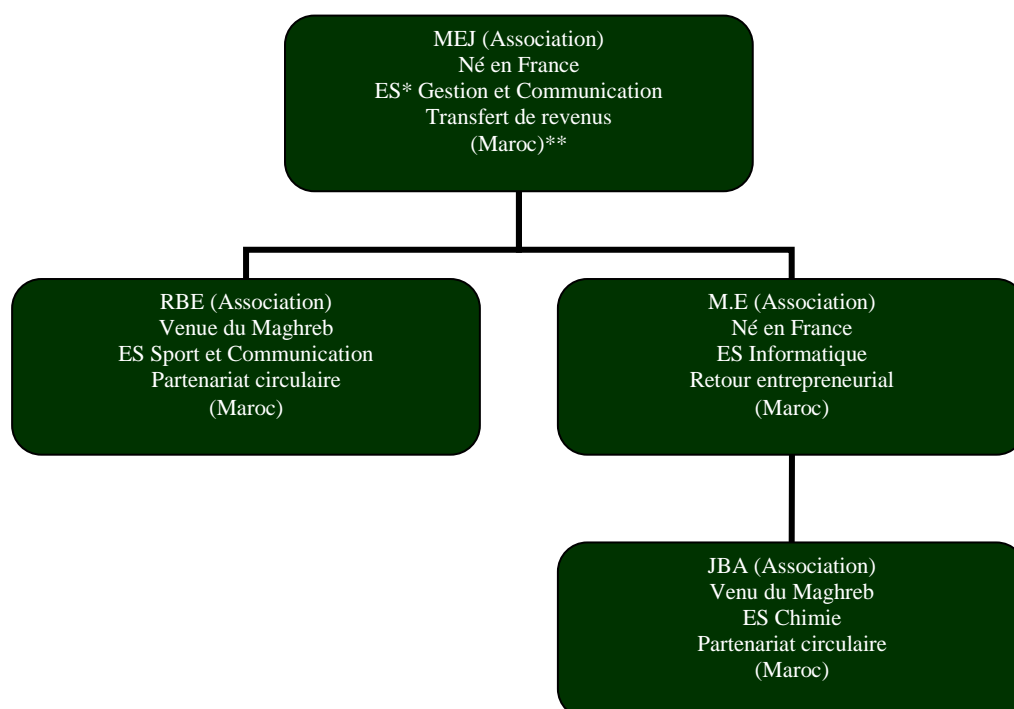 MEJ (Association)
Né en France
ES* Gestion et Communication
Transfert de revenus
(Maroc)**
RBE (Association)
Venue du Maghreb
ES Sport et Communication
Partenariat circulaire
(Maroc)
M.E (Association)
Né en France
ES Informatique
Retour entrepreneurial
(Maroc)
JBA (Association)
Venu du Maghreb
ES Chimie
Partenariat circulaire
(Maroc)